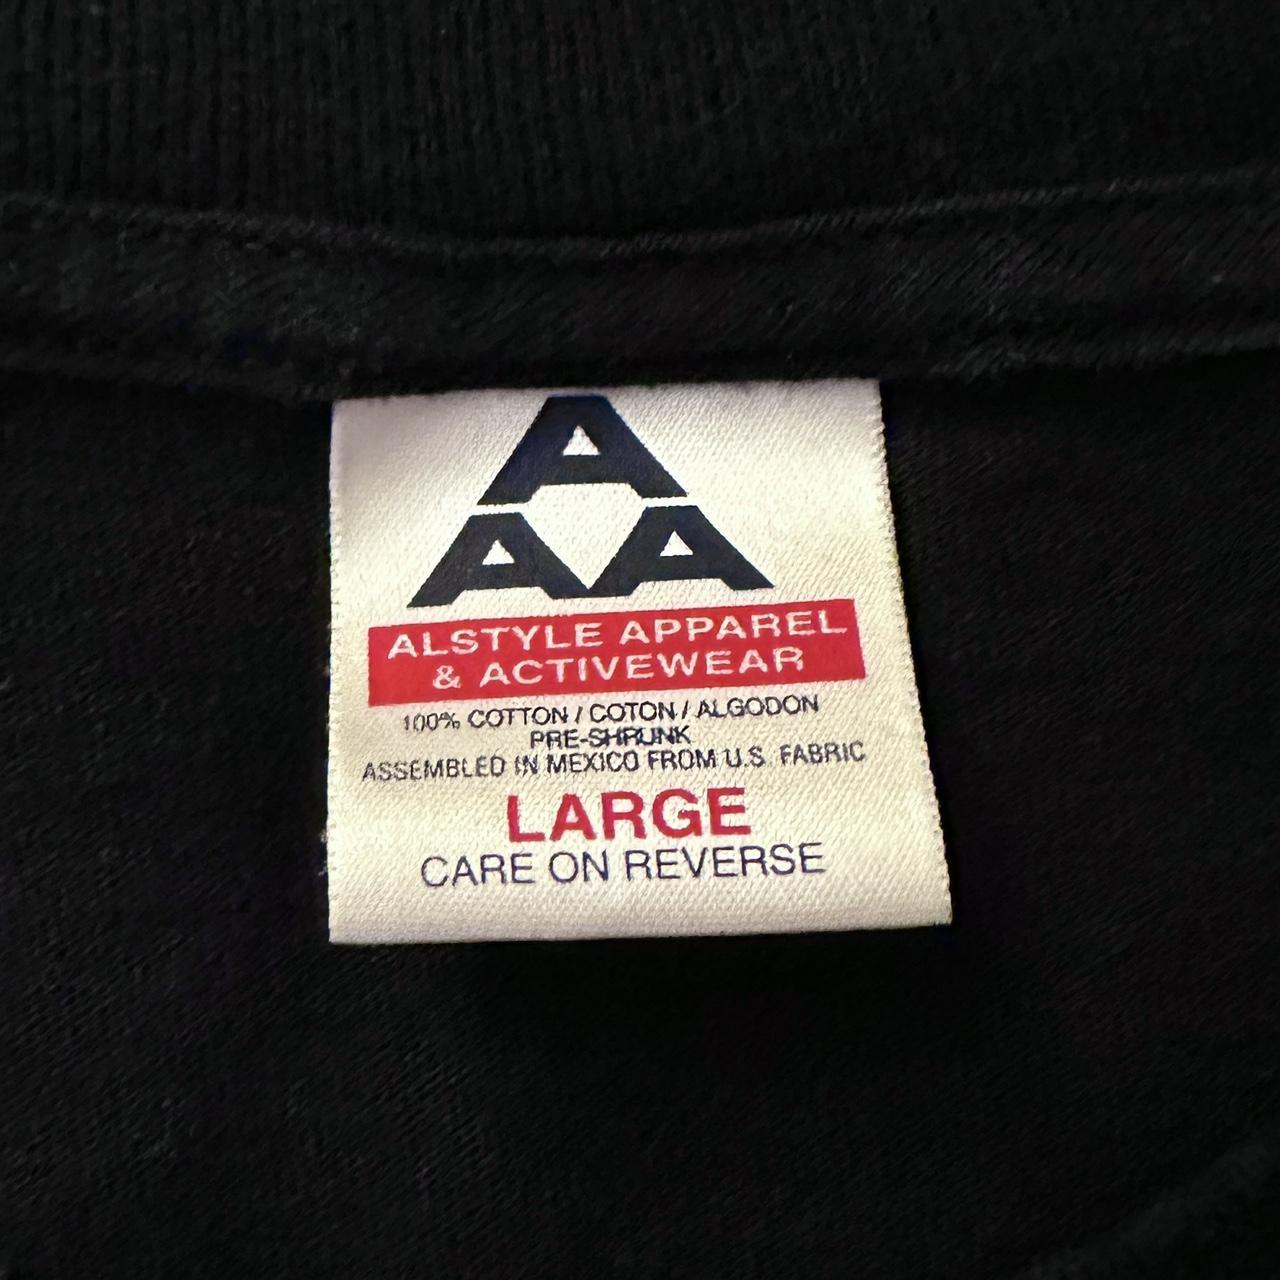 A
A A
ALSTYLE APPAREL
& ACTIVEWEAR
100% COTTON / COTON / ALGODON
PRE-SHRUNK
ASSEMBLED IN MEXICO FROM U.S. FABRIC
LARGE
CARE ON REVERSE